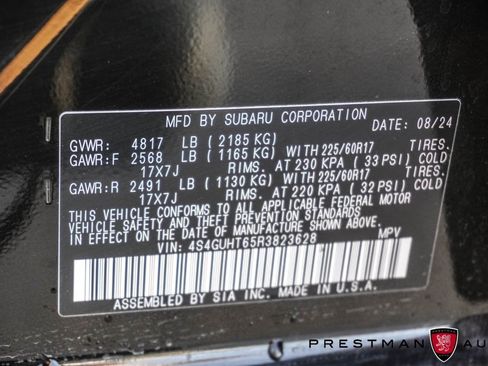 MFD BY SUBARU CORPORATION
DATE: 08/24
GVWR: 4817 LB (2185 KG)
GAWR:F 2568 LB (1165 KG) WITH 225/60R17 TIRES.
17X7J RIMS. AT 230 KPA (33 PSI) COLD
GAWR:R 2491 LB (1130 KG) WITH 225/60R17 TIRES.
17X7J RIMS. AT 220 KPA (32 PSI) COLD
THIS VEHICLE CONFORMS TO ALL APPLICABLE FEDERAL MOTOR
VEHICLE SAFETY AND THEFT PREVENTION STANDARDS
IN EFFECT ON THE DATE OF MANUFACTURE SHOWN ABOVE.
VIN: 4S4GUHT65R3823628 MPV
ASSEMBLED BY SIA INC. MADE IN U.S.A.
PRESTMAN AU